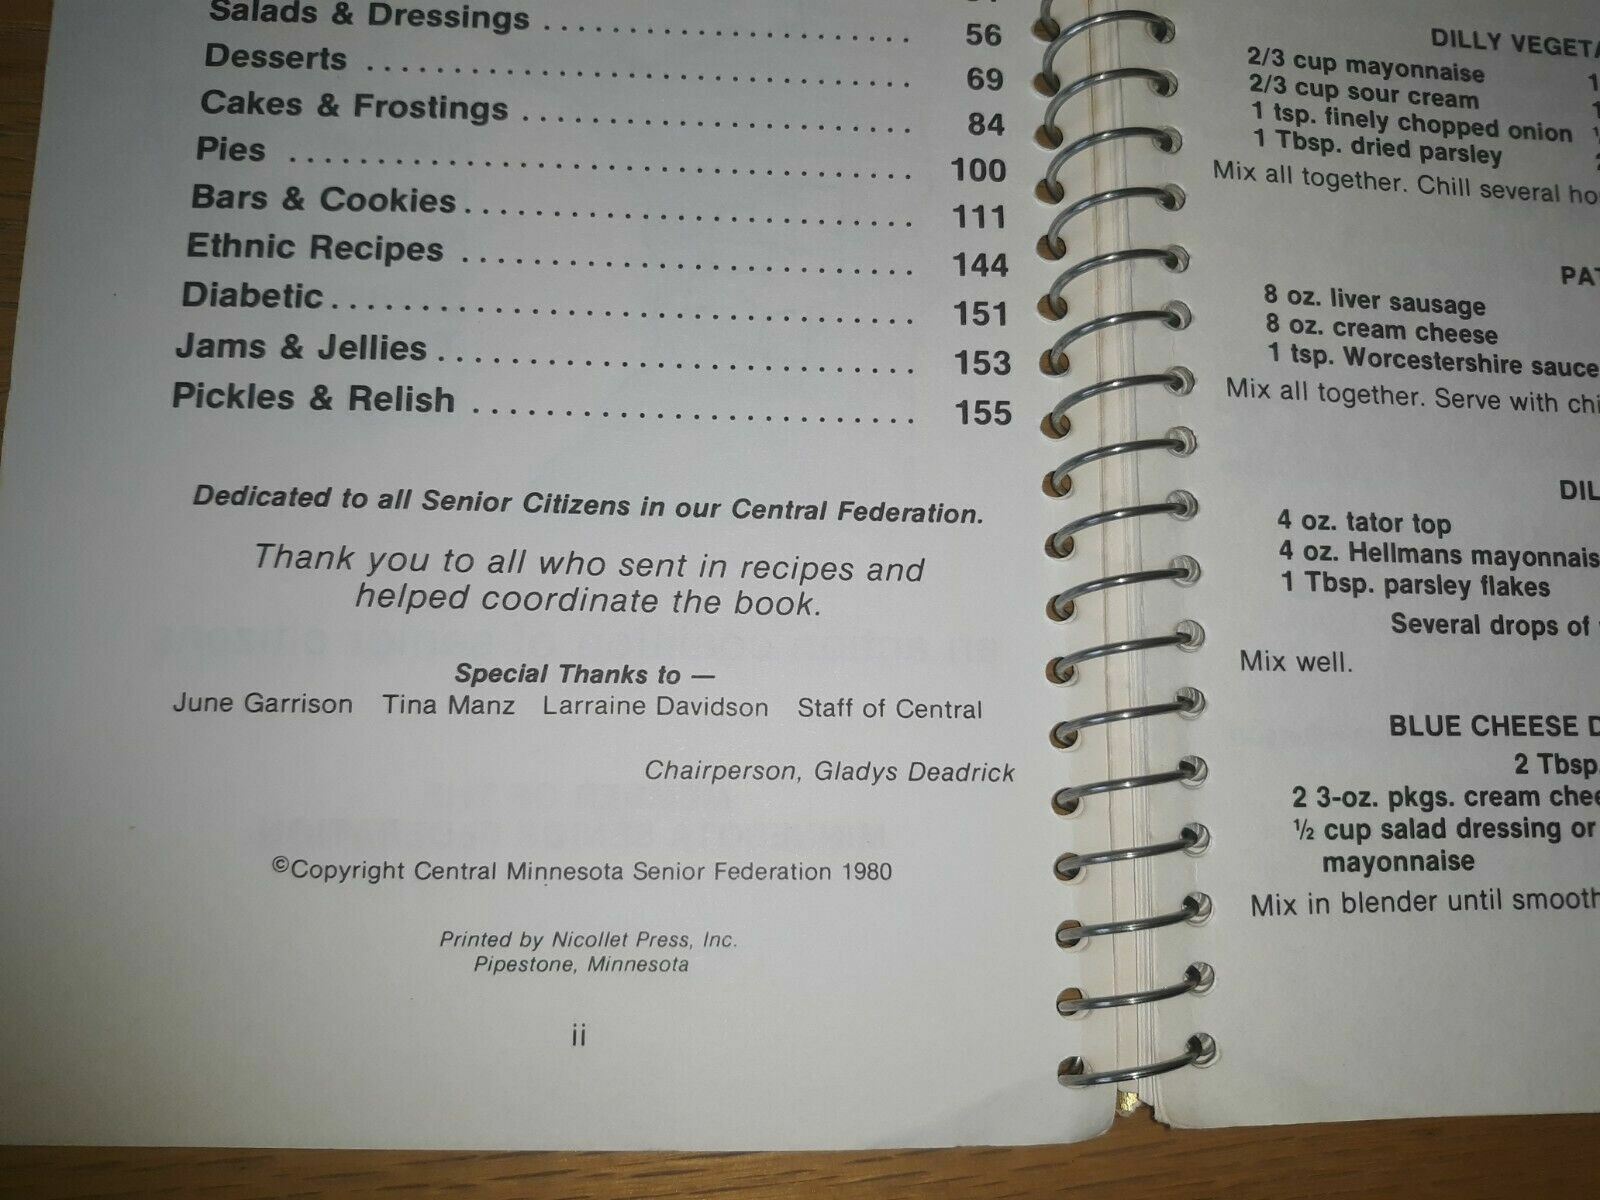 Salads & Dressings ...................... 56
Desserts ............................... 69
Cakes & Frostings ...................... 84
Pies ................................... 100
Bars & Cookies ......................... 111
Ethnic Recipes ......................... 144
Diabetic ............................... 151
Jams & Jellies ......................... 153
Pickles & Relish ....................... 155
Dedicated to all Senior Citizens in our Central Federation.
Thank you to all who sent in recipes and
helped coordinate the book.
Special Thanks to —
June Garrison Tina Manz Larraine Davidson Staff of Central
Chairperson, Gladys Deadrick
©Copyright Central Minnesota Senior Federation 1980
Printed by Nicollet Press, Inc.
Pipestone, Minnesota
ii
DILLY
2/3 cup mayonnaise
2/3 cup sour cream
1 tsp. finely chopped onion
1 Tbsp. dried parsley
Mix all together. Chill several
8 oz. liver sausage
8 oz. cream cheese
1 tsp. Worcestershire sauce
Mix all together. Serve with
4 oz. tator top
4 oz. Hellmans
1 Tbsp. parsley flakes
Several drops of
Mix well.
BLUE CHEESE
2 Tbsp.
2 3-oz. pkgs. cream
½ cup salad dressing or
mayonnaise
Mix in blender until smooth